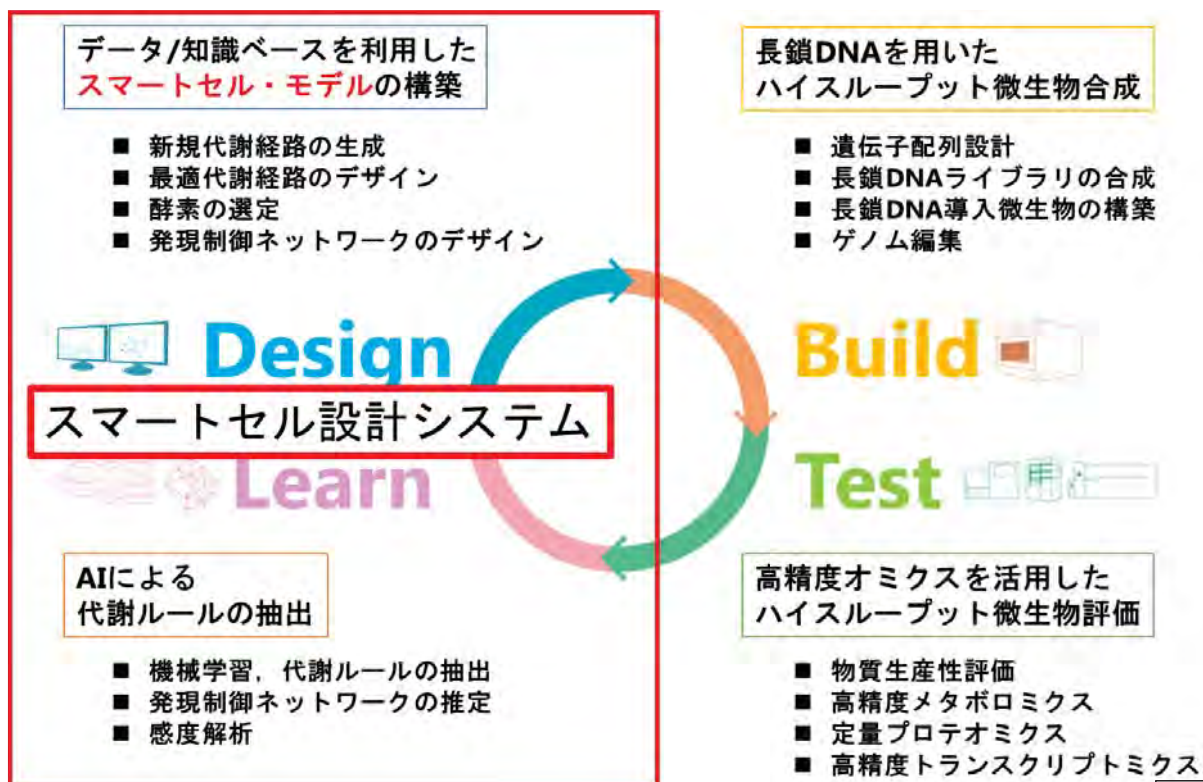 データ/知識ベースを利用した
スマートセル・モデルの構築
■ 新規代謝経路の生成
■ 最適代謝経路のデザイン
■ 酵素の選定
■ 発現制御ネットワークのデザイン
長鎖DNAを用いた
ハイスループット微生物合成
■ 遺伝子配列設計
■ 長鎖DNAライブラリの合成
■ 長鎖DNA導入微生物の構築
■ ゲノム編集
Design
Build
スマートセル設計システム
Learn
Test
AIによる
代謝ルールの抽出
■ 機械学習，代謝ルールの抽出
■ 発現制御ネットワークの推定
■ 感度解析
高精度オミクスを活用した
ハイスループット微生物評価
■ 物質生産性評価
■ 高精度メタボロミクス
■ 定量プロテオミクス
■ 高精度トランスクリプトミクス